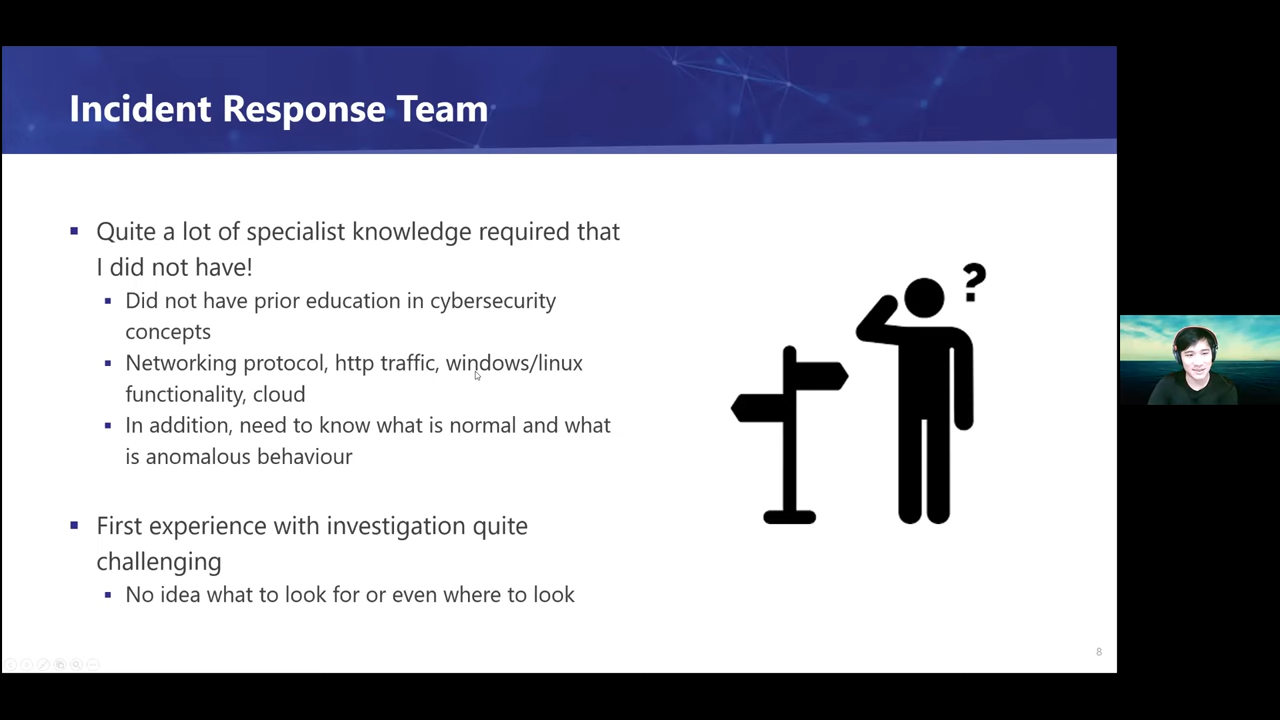 Incident Response Team
Quite a lot of specialist knowledge required that
I did not have!
Did not have prior education in cybersecurity
concepts
Networking protocol, http traffic, windows/linux
functionality, cloud
In addition, need to know what is normal and what
is anomalous behaviour
First experience with investigation quite
challenging
No idea what to look for or even where to look
?
8